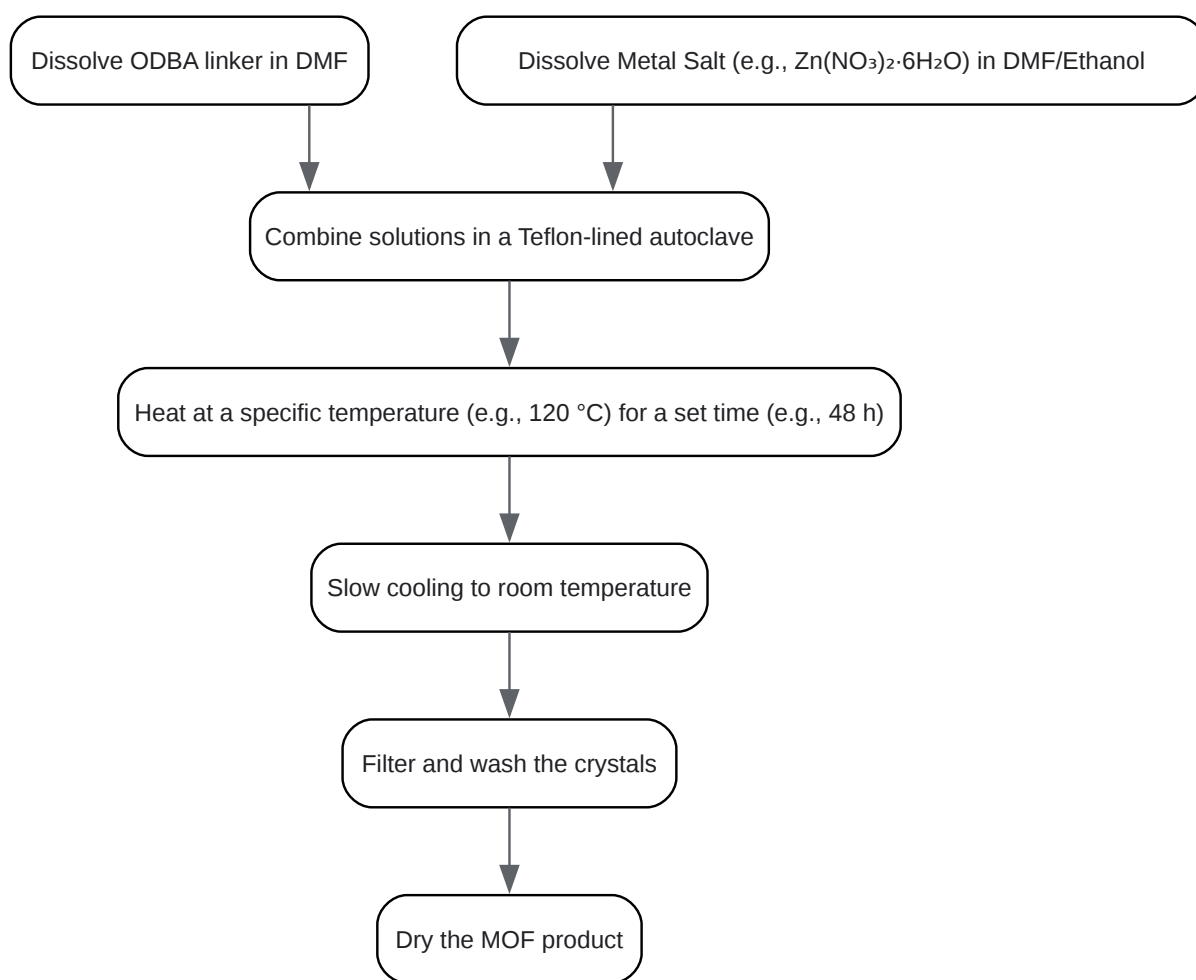 Dissolve ODBA linker in DMF
Dissolve Metal Salt (e.g., Zn(NO₃)₂·6H₂O) in DMF/Ethanol
Combine solutions in a Teflon-lined autoclave
Heat at a specific temperature (e.g., 120 °C) for a set time (e.g., 48 h)
Slow cooling to room temperature
Filter and wash the crystals
Dry the MOF product